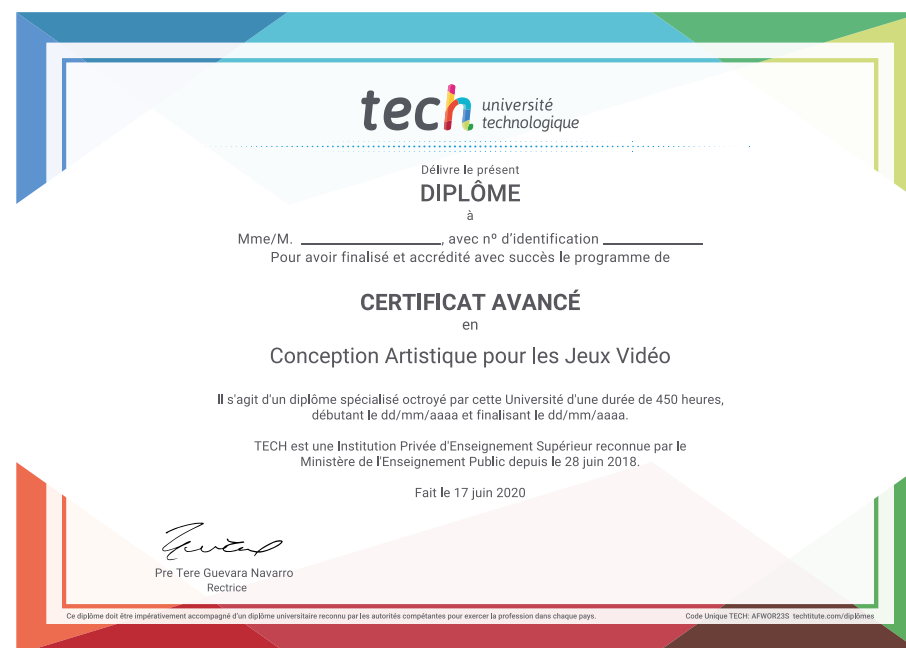 tech université
technologique
Délivre le présent
DIPLÔME
à
Mme/M. ____________________, avec nº d'identification ______________
Pour avoir finalisé et accrédité avec succès le programme de
CERTIFICAT AVANCÉ
en
Conception Artistique pour les Jeux Vidéo
Il s'agit d'un diplôme spécialisé octroyé par cette Université d'une durée de 450 heures,
débutant le dd/mm/aaaa et finalisant le dd/mm/aaaa.
TECH est une Institution Privée d'Enseignement Supérieur reconnue par le
Ministère de l'Enseignement Public depuis le 28 juin 2018.
Fait le 17 juin 2020
Pre Tere Guevara Navarro
Rectrice
Ce diplôme doit être impérativement accompagné d'un diplôme universitaire reconnu par les autorités compétantes pour exercer la profession dans chaque pays. Code Unique TECH: AFWOR23S techtitute.com/diplômes